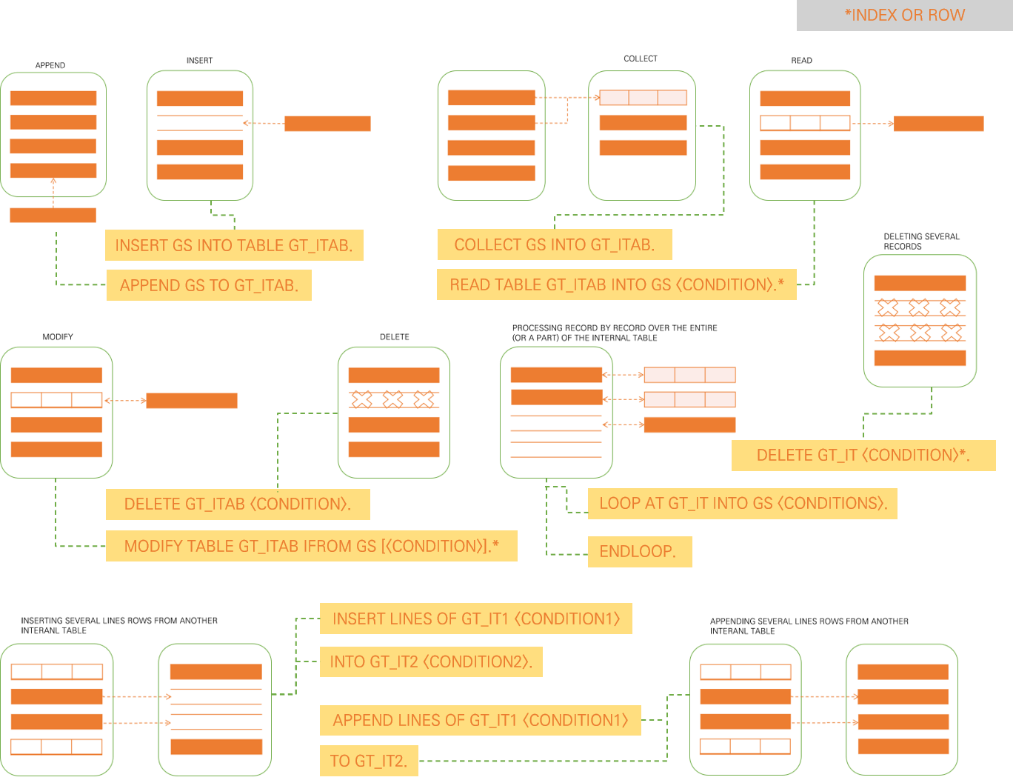 *INDEX OR ROW
APPEND
INSERT
COLLECT
READ
INSERT GS INTO TABLE GT_ITAB.
APPEND GS TO GT_ITAB.
COLLECT GS INTO GT_ITAB.
READ TABLE GT_ITAB INTO GS 〈CONDITION〉.*
DELETING SEVERAL
RECORDS
MODIFY
DELETE
PROCESSING RECORD BY RECORD OVER THE ENTIRE
(OR A PART) OF THE INTERNAL TABLE
DELETE GT_IT 〈CONDITION〉*.
DELETE GT_ITAB 〈CONDITION〉.
MODIFY TABLE GT_ITAB IFROM GS [〈CONDITION〉].*
LOOP AT GT_IT INTO GS 〈CONDITIONS〉.
ENDLOOP.
INSERTING SEVERAL LINES ROWS FROM ANOTHER
INTERANL TABLE
INSERT LINES OF GT_IT1 〈CONDITION1〉
INTO GT_IT2 〈CONDITION2〉.
APPEND LINES OF GT_IT1 〈CONDITION1〉
TO GT_IT2.
APPENDING SEVERAL LINES ROWS FROM ANOTHER
INTERANL TABLE